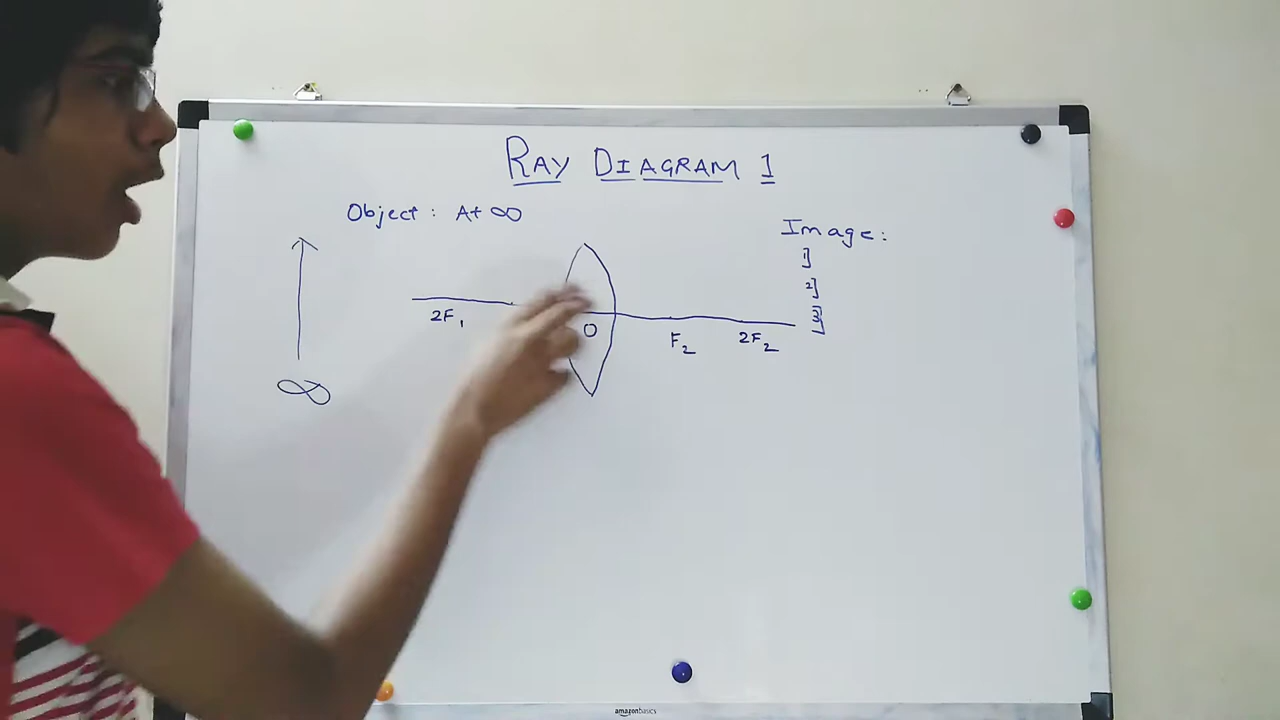 RAY DIAGRAM 1
Object: At ∞
Image:
1]
2]
3]
2F₁ O F₂ 2F₂
∞
amazonbasics